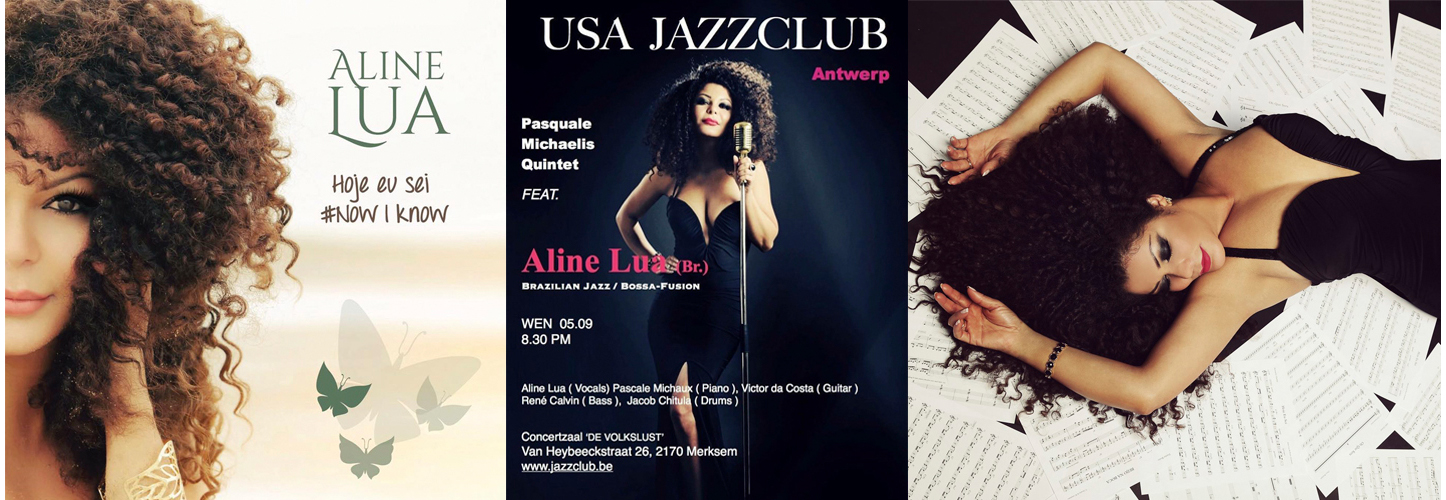 ALINE
LUA
Hoje eu sei
#Now I know
USA JAZZCLUB
Antwerp
Pasquale
Michaelis
Quintet
FEAT.
Aline Lua (Br.)
BRAZILIAN JAZZ / BOSSA-FUSION
WEN 05.09
8.30 PM
Aline Lua ( Vocals) Pascale Michaux ( Piano ), Victor da Costa ( Guitar )
René Calvin ( Bass ), Jacob Chitula ( Drums )
Concertzaal 'DE VOLKSLUST'
Van Heybeeckstraat 26, 2170 Merksem
www.jazzclub.be